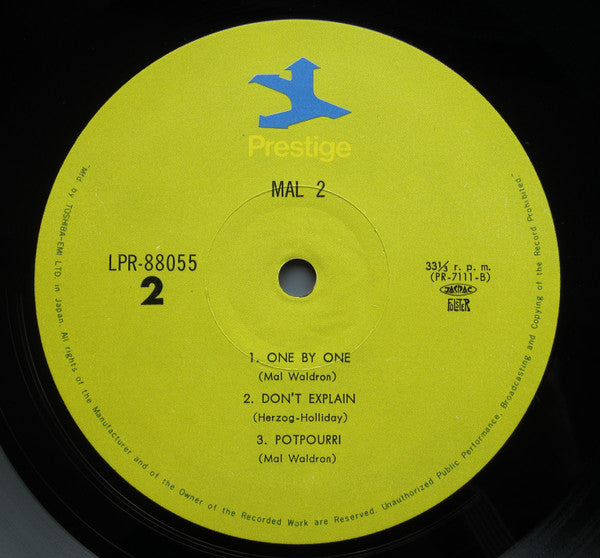 Prestige
MAL 2
LPR-88055
2
33⅓ r. p. m.
(PR-7111-B)
JASRAC
1. ONE BY ONE
(Mal Waldron)
2. DON'T EXPLAIN
(Herzog-Holliday)
3. POTPOURRI
(Mal Waldron)
"Mfd by TOSHIBA-EMI LTD. in Japan. All rights of the Manufacturer and of the Owner of the Recorded Work are Reserved. Unauthorized Public Performance, Broadcasting and Copying of the Record Prohibited."